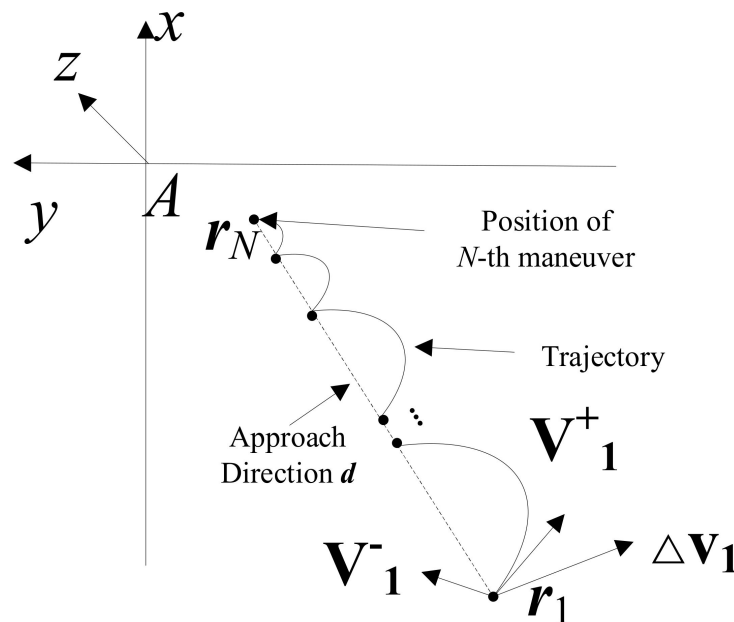 x
z
y
A
r_N
Position of
N-th maneuver
Trajectory
Approach
Direction d
V⁺₁
V⁻₁
△v₁
r₁